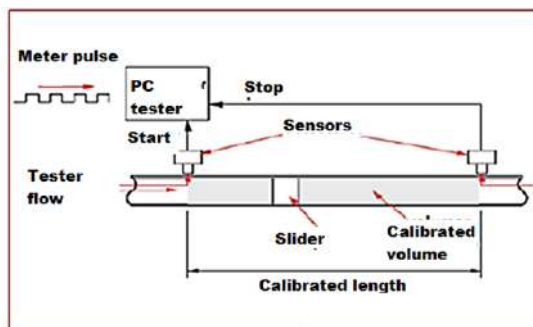 Meter pulse
PC
tester
Stop
Start
Sensors
Tester
flow
Slider
Calibrated
volume
Calibrated length